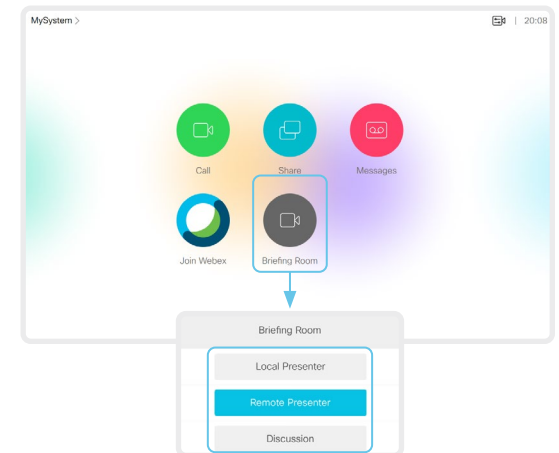 MySystem >
20:08
Call
Share
Messages
Join Webex
Briefing Room
Briefing Room
Local Presenter
Remote Presenter
Discussion